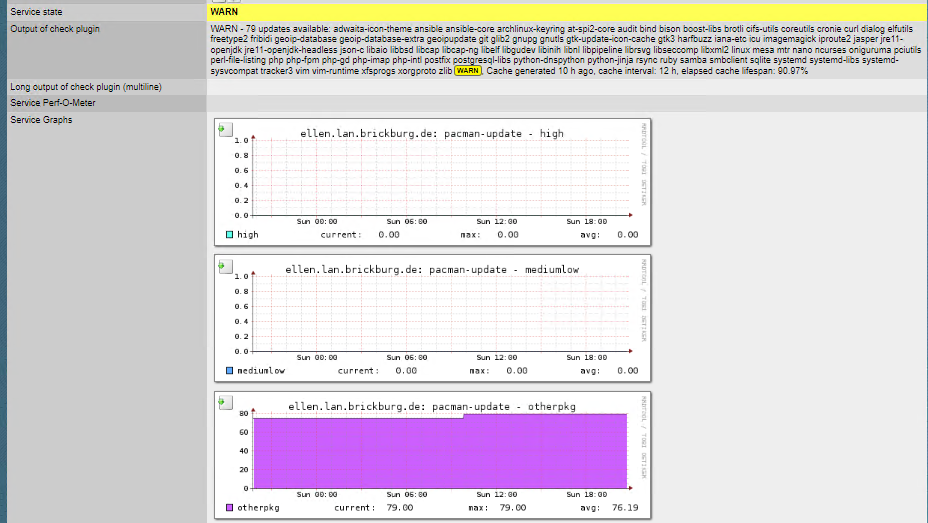 Service state WARN
Output of check plugin WARN - 79 updates available: adwaita-icon-theme ansible ansible-core archlinux-keyring at-spi2-core audit bind bison boost-libs brotli cifs-utils coreutils cronie curl dialog elfutils
freetype2 fribidi geoip-database geoip-database-extra geoipupdate git glib2 gnupg gnutls gtk-update-icon-cache gtk3 harfbuzz iana-etc icu imagemagick iproute2 jasper jre11-
openjdk jre11-openjdk-headless json-c libaio libbsd libcap libcap-ng libelf libgudev libinih libnl libpipeline librsvg libseccomp libxml2 linux mesa mtr nano ncurses oniguruma pciutils
perl-file-listing php php-fpm php-gd php-imap php-intl postfix postgresql-libs python-dnspython python-jinja rsync ruby samba smbclient sqlite systemd systemd-libs systemd-
sysvcompat tracker3 vim vim-runtime xfsprogs xorgproto zlib WARN, Cache generated 10 h ago, cache interval: 12 h, elapsed cache lifespan: 90.97%
Long output of check plugin (multiline)
Service Perf-O-Meter
Service Graphs
ellen.lan.brickburg.de: pacman-update - high
RRDTOOL / TOBI OETIKER
1.0
0.8
0.6
0.4
0.2
0.0
Sun 00:00 Sun 06:00 Sun 12:00 Sun 18:00
high current: 0.00 max: 0.00 avg: 0.00
ellen.lan.brickburg.de: pacman-update - mediumlow
RRDTOOL / TOBI OETIKER
1.0
0.8
0.6
0.4
0.2
0.0
Sun 00:00 Sun 06:00 Sun 12:00 Sun 18:00
mediumlow current: 0.00 max: 0.00 avg: 0.00
ellen.lan.brickburg.de: pacman-update - otherpkg
RRDTOOL / TOBI OETIKER
80
60
40
20
0
Sun 00:00 Sun 06:00 Sun 12:00 Sun 18:00
otherpkg current: 79.00 max: 79.00 avg: 76.19